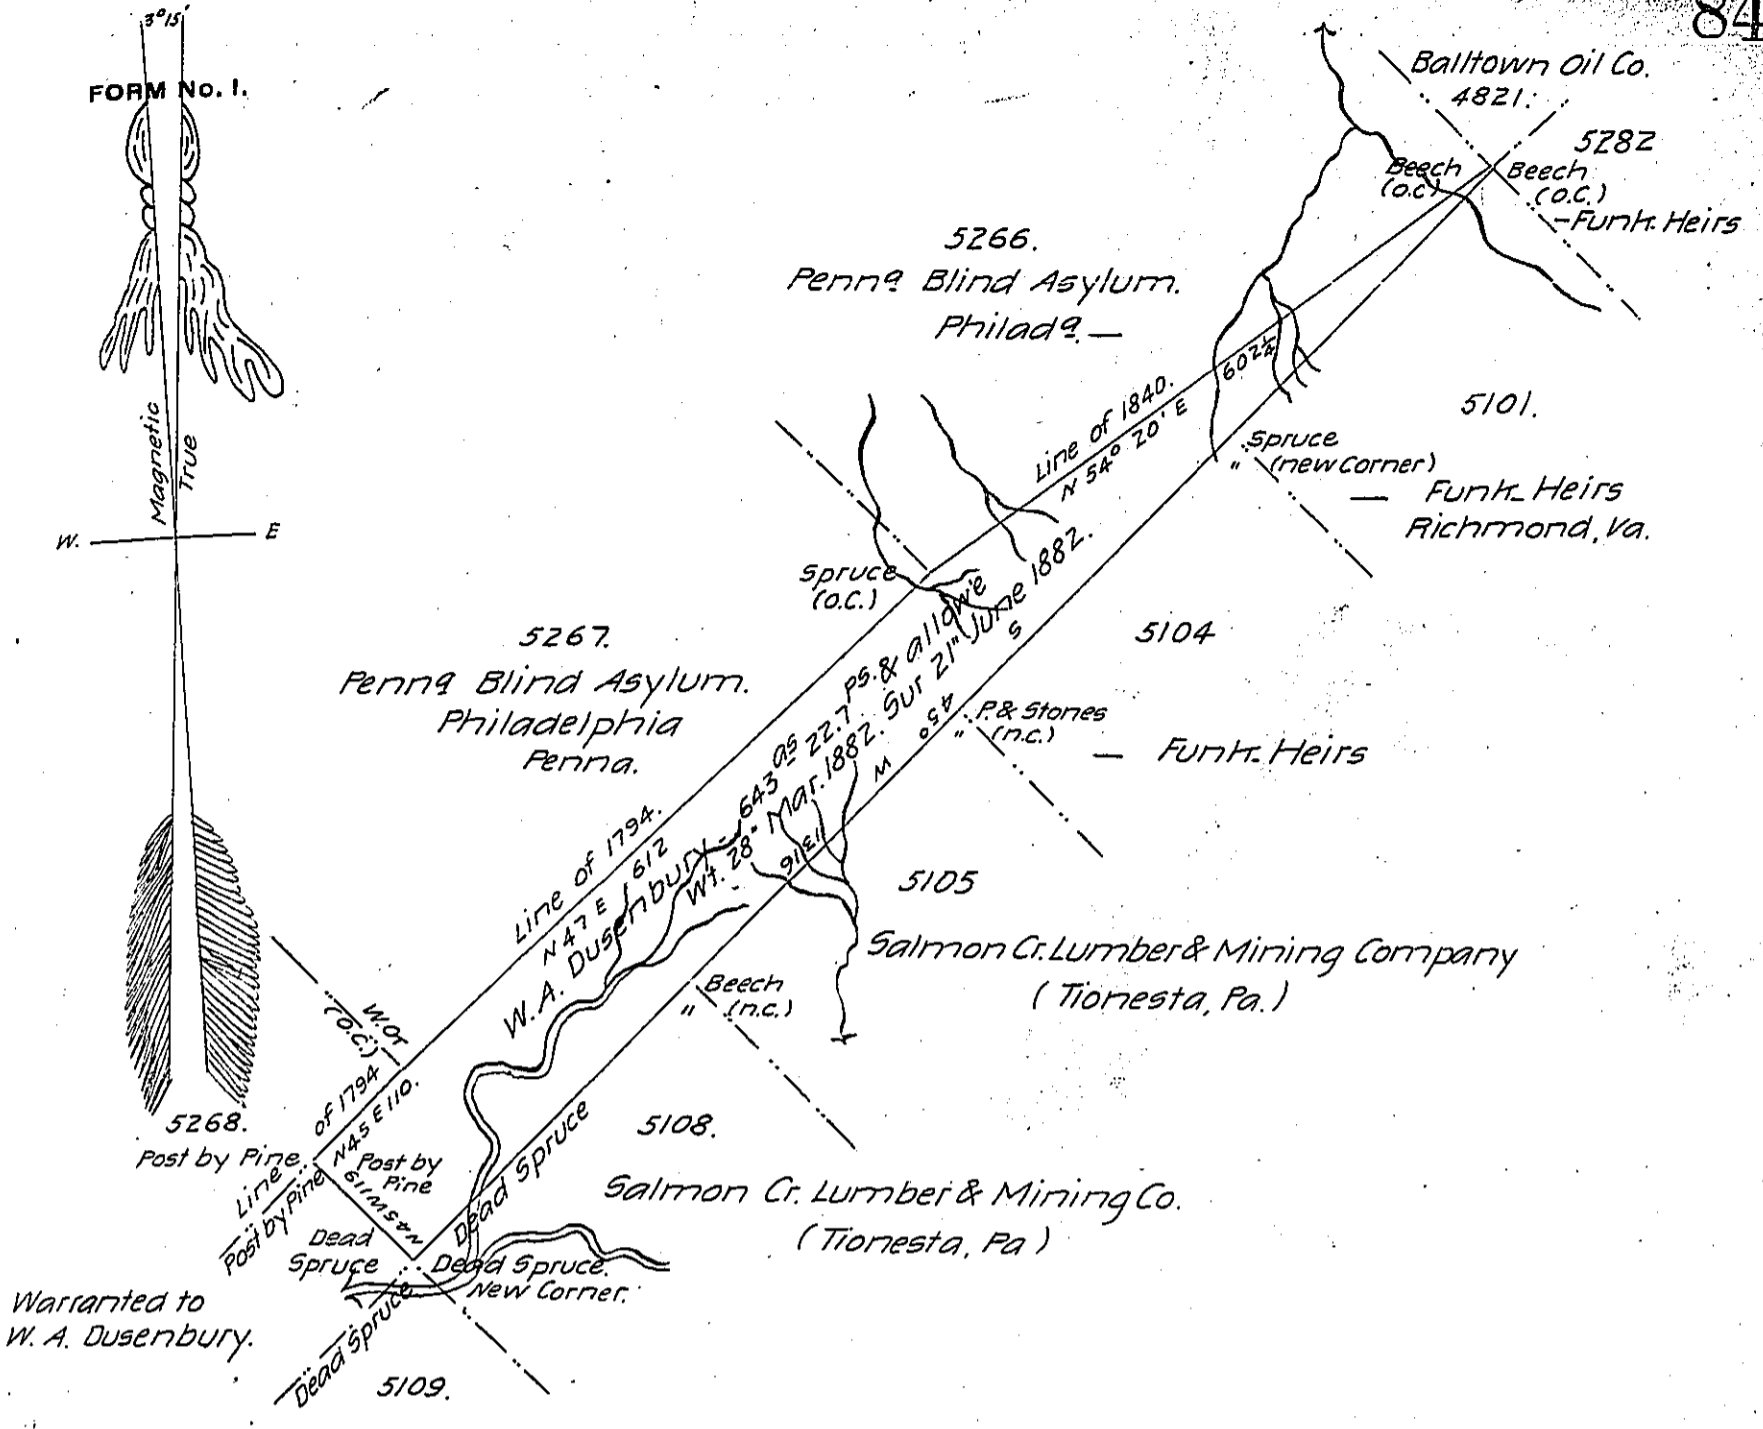 84
3°15'
FORM No. 1.
Magnetic
True
W.
E
Balltown Oil Co.
4821.
5282
Beech
(O.C.)
Beech
(O.C.)
- Funk Heirs
5266.
Penna Blind Asylum.
Philada. —
Line of 1840.
N 54° 20' E
602¼
5101.
Spruce
" (new Corner)
— Funk Heirs
Richmond, Va.
Spruce
(O.C.)
5267.
Penna Blind Asylum.
Philadelphia
Penna.
5104
P. & Stones
" (n.c.)
— Funk Heirs
Line of 1794.
N 47 E 612
W. A. Dusenbury - 643 as 22.7 ps. & allow'e
Wt. 28" Mar. 1882. Sur 21" June 1882.
S 45° W
1316
5105
Salmon Cr. Lumber & Mining Company
(Tionesta, Pa.)
Beech
" (n.c.)
5108.
Salmon Cr. Lumber & Mining Co.
(Tionesta, Pa)
(O.C.)
5268.
Line of 1794
N 45 E 110.
Post by Pine
Post by Pine
Post by
Pine
N 45 W 119
Dead Spruce
Dead
Spruce
Dead Spruce.
New Corner.
Dead Spruce
Warranted to
W. A. Dusenbury.
5109.